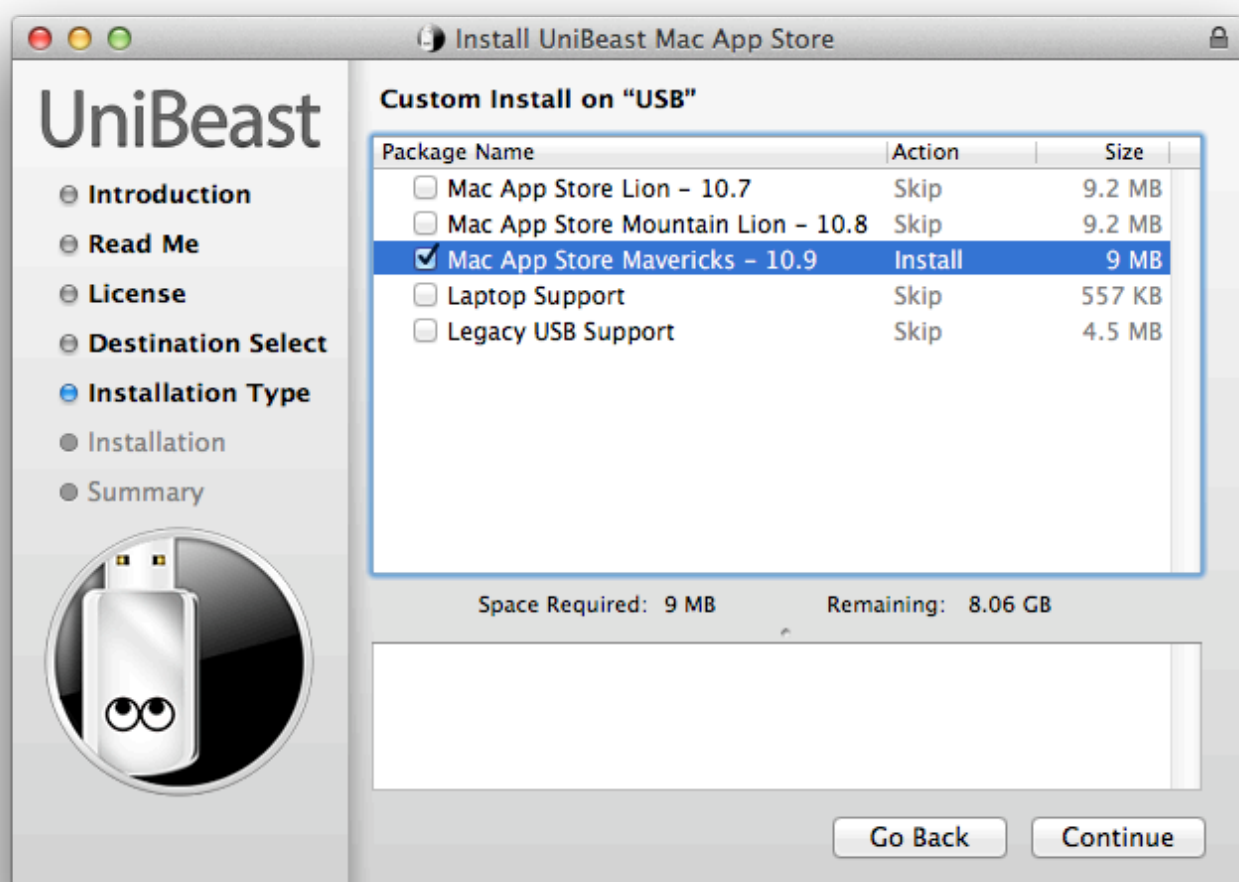 Install UniBeast Mac App Store
UniBeast
Introduction
Read Me
License
Destination Select
Installation Type
Installation
Summary
Custom Install on “USB”
Package Name Action Size
Mac App Store Lion – 10.7 Skip 9.2 MB
Mac App Store Mountain Lion – 10.8 Skip 9.2 MB
Mac App Store Mavericks – 10.9 Install 9 MB
Laptop Support Skip 557 KB
Legacy USB Support Skip 4.5 MB
Space Required: 9 MB Remaining: 8.06 GB
Go Back Continue